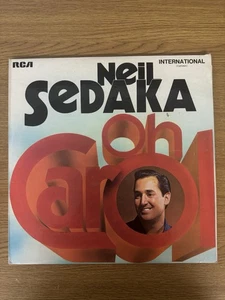 RCA
INTERNATIONAL
Neil
SEDAKA
Oh
Carol